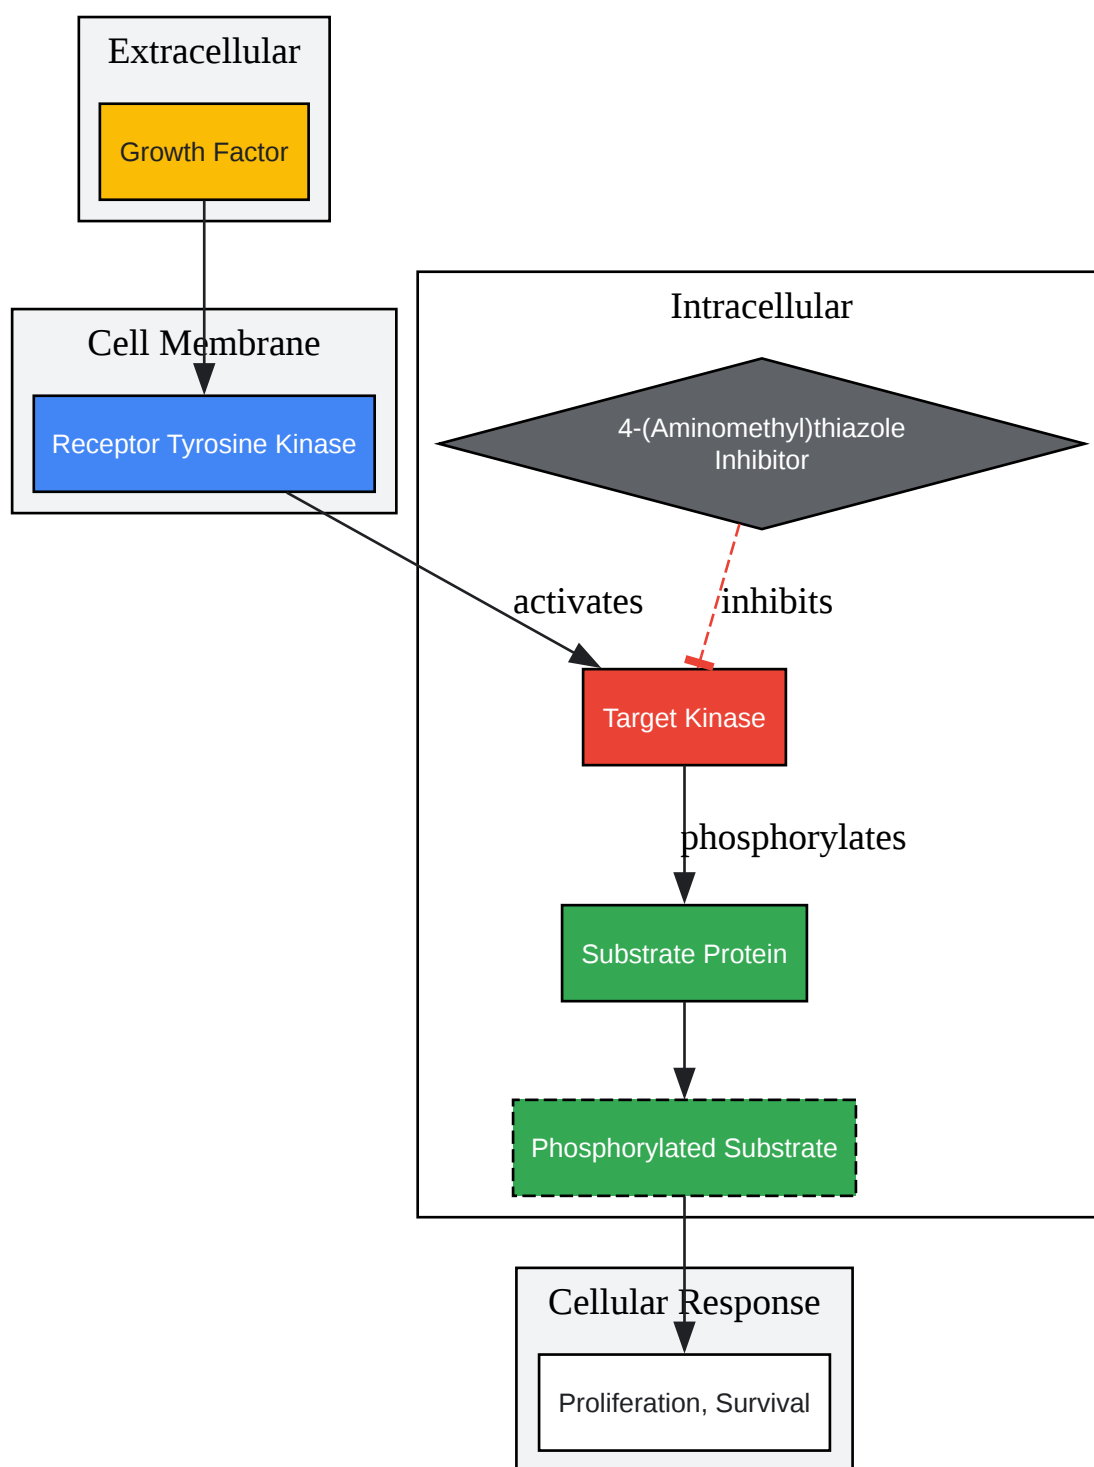 Extracellular
Growth Factor
Intracellular
Cell Membrane
4-(Aminomethyl)thiazole
Inhibitor
Receptor Tyrosine Kinase
activates
inhibits
Target Kinase
phosphorylates
Substrate Protein
Phosphorylated Substrate
Cellular Response
Proliferation, Survival